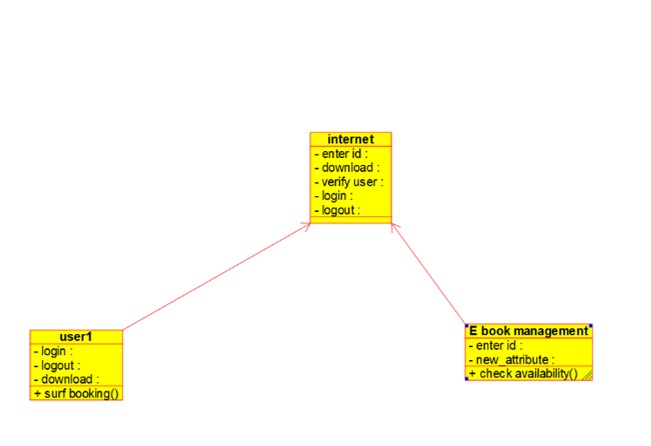 internet
- enter id :
- download :
- verify user :
- login :
- logout :
user1
- login :
- logout :
- download :
+ surf booking()
E book management
- enter id :
- new_attribute :
+ check availability()